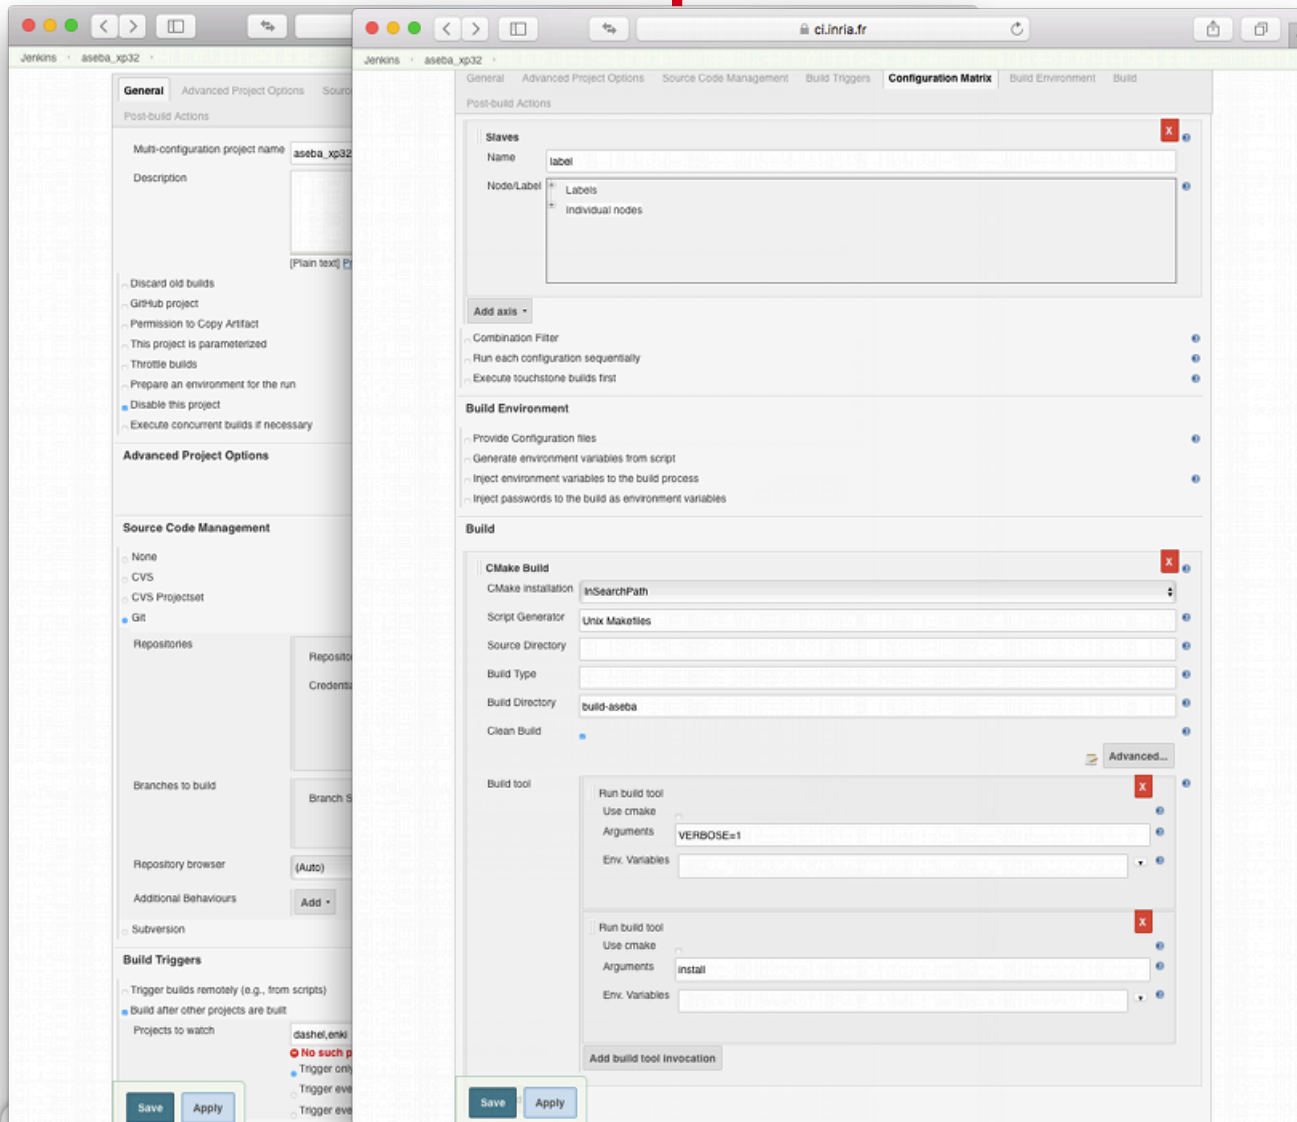 Jenkins
aseba_xp32
General
Advanced Project Options
Post-build Actions
Multi-configuration project name
aseba_xp32
Description
[Plain text]
Discard old builds
GitHub project
Permission to Copy Artifact
This project is parameterized
Throttle builds
Prepare an environment for the run
Disable this project
Execute concurrent builds if necessary
Advanced Project Options
Source Code Management
None
CVS
CVS Projectset
Git
Repositories
Branches to build
Repository browser
(Auto)
Additional Behaviours
Add
Subversion
Build Triggers
Trigger builds remotely (e.g., from scripts)
Build after other projects are built
Projects to watch
dashel,enki
No such
Trigger
Trigger
Trigger
Save
Apply
ci.inria.fr
Jenkins
aseba_xp32
General
Advanced Project Options
Source Code Management
Build Triggers
Configuration Matrix
Build Environment
Build
Post-build Actions
X
Slaves
Name
label
Node/Label
Labels
Individual nodes
Add axis
Combination Filter
Run each configuration sequentially
Execute touchstone builds first
Build Environment
Provide Configuration files
Generate environment variables from script
Inject environment variables to the build process
Inject passwords to the build as environment variables
Build
X
CMake Build
CMake installation
InSearchPath
Script Generator
Unix Makefiles
Source Directory
Build Type
Build Directory
build-aseba
Clean Build
Advanced...
Build tool
X
Run build tool
Use cmake
Arguments
VERBOSE=1
Env. Variables
X
Run build tool
Use cmake
Arguments
install
Env. Variables
Add build tool invocation
Save
Apply